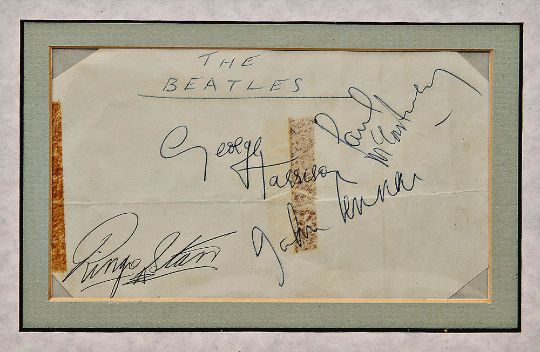 THE
BEATLES
George
Harrison
Paul
McCartney
John Lennon
Ringo Starr